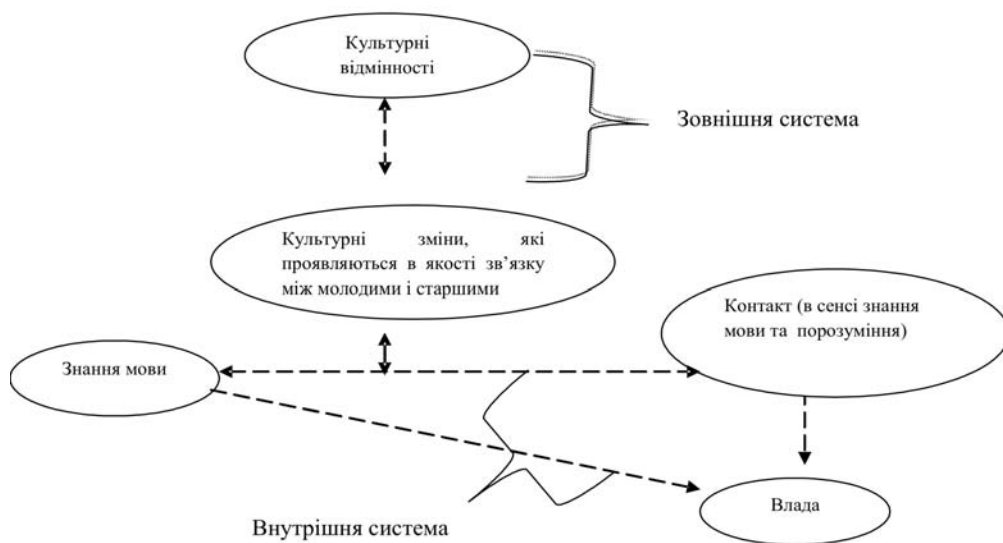 Культурні
відмінності
Зовнішня система
Культурні зміни, які
проявляються в якості зв’язку
між молодими і старшими
Контакт (в сенсі знання
мови та порозуміння)
Знання мови
Влада
Внутрішня система